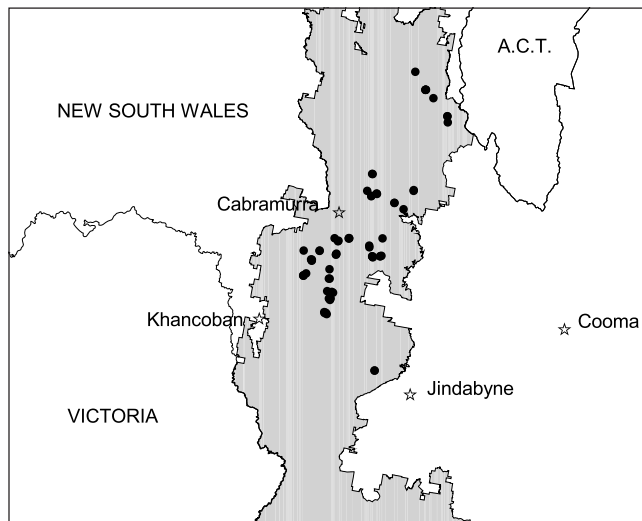 A.C.T.
NEW SOUTH WALES
Cabramurra
Khancoban
Cooma
Jindabyne
VICTORIA